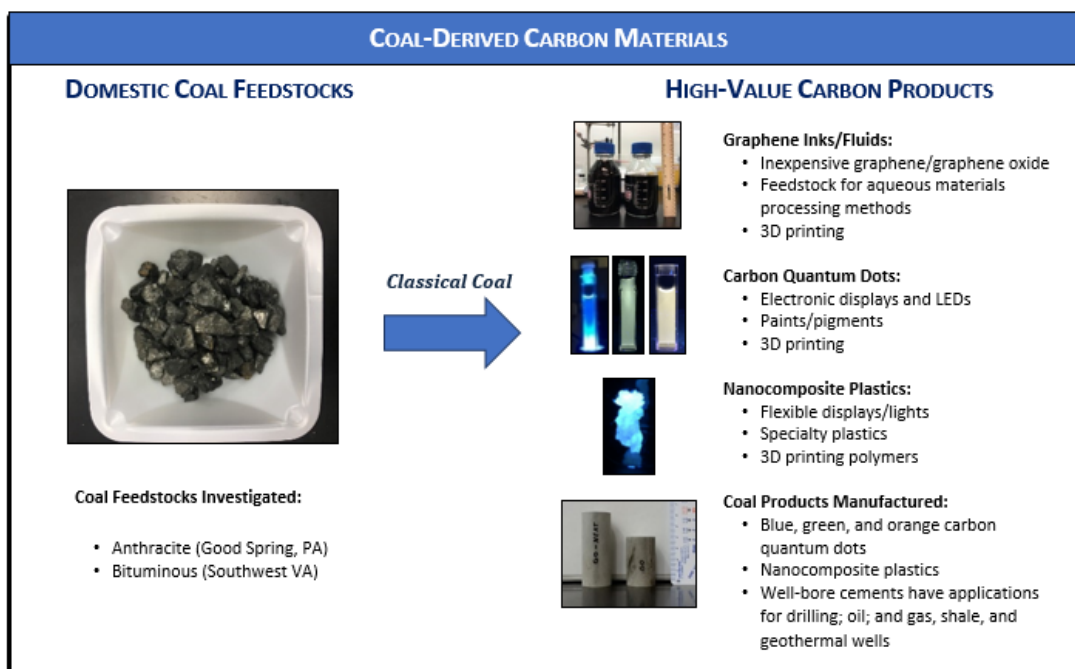 COAL-DERIVED CARBON MATERIALS
DOMESTIC COAL FEEDSTOCKS
HIGH-VALUE CARBON PRODUCTS
Classical Coal
Coal Feedstocks Investigated:
• Anthracite (Good Spring, PA)
• Bituminous (Southwest VA)
Graphene Inks/Fluids:
• Inexpensive graphene/graphene oxide
• Feedstock for aqueous materials
processing methods
• 3D printing
Carbon Quantum Dots:
• Electronic displays and LEDs
• Paints/pigments
• 3D printing
Nanocomposite Plastics:
• Flexible displays/lights
• Specialty plastics
• 3D printing polymers
Coal Products Manufactured:
• Blue, green, and orange carbon
quantum dots
• Nanocomposite plastics
• Well-bore cements have applications
for drilling; oil; and gas, shale, and
geothermal wells